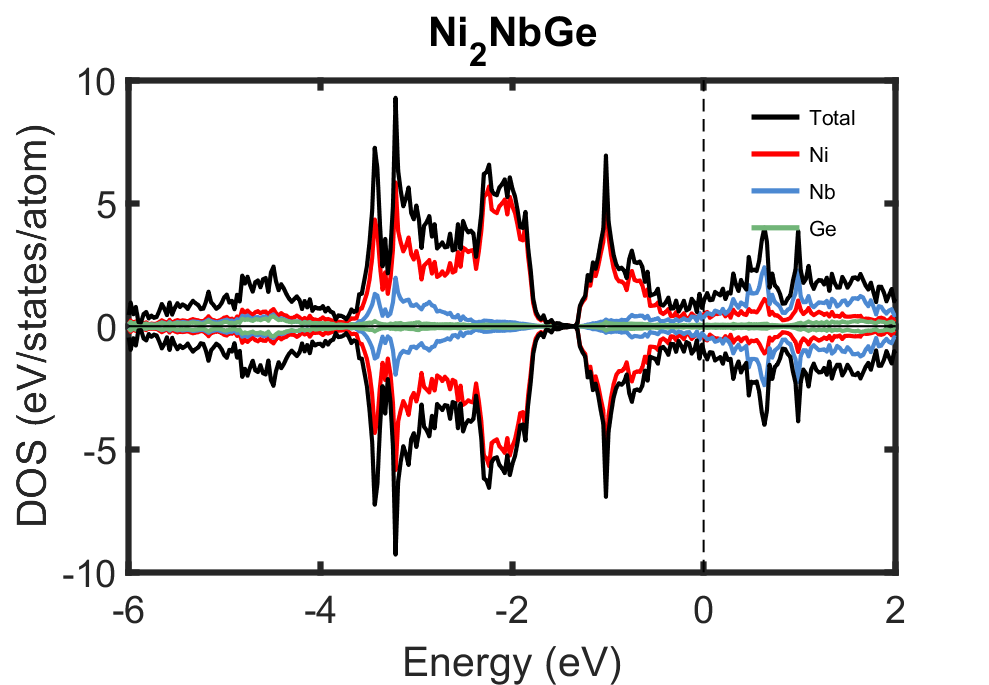 Ni₂NbGe
10
5
0
-5
-10
DOS (eV/states/atom)
Total
Ni
Nb
Ge
-6
-4
-2
0
2
Energy (eV)